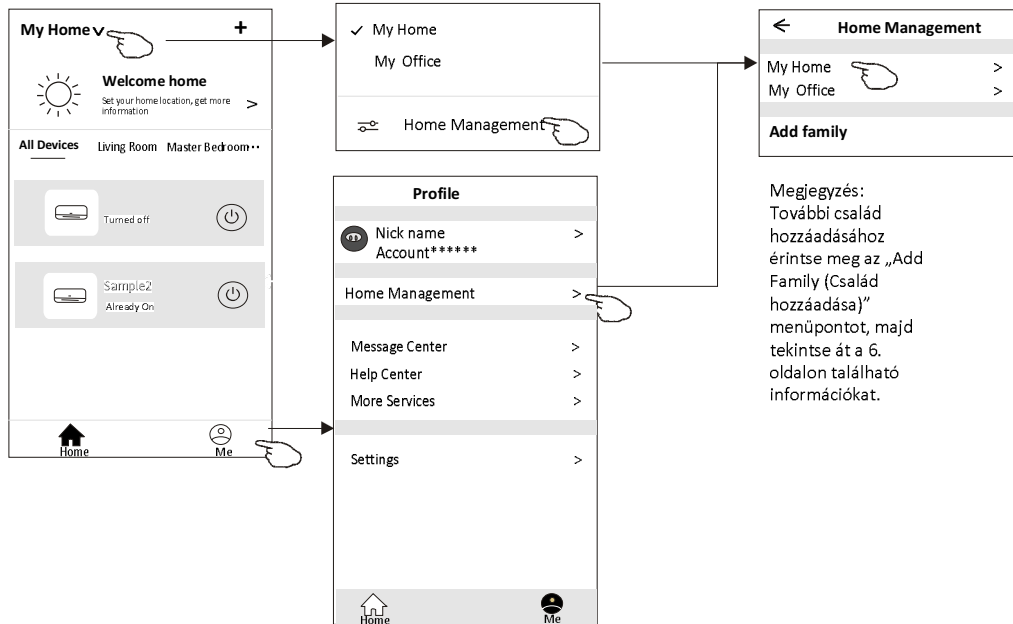 My Home
+
Welcome home
Set your home location, get more
information
>
All Devices Living Room Master Bedroom··
Turned off
Sample2
Already On
Home
Me
✓ My Home
My Office
Home Management
Profile
Nick name >
Account******
Home Management >
Message Center >
Help Center >
More Services >
Settings >
Home
Me
← Home Management
My Home >
My Office >
Add family
Megjegyzés:
További család
hozzáadásához
érintse meg az „Add
Family (Család
hozzáadása)”
menüpontot, majd
tekintse át a 6.
oldalon található
információkat.